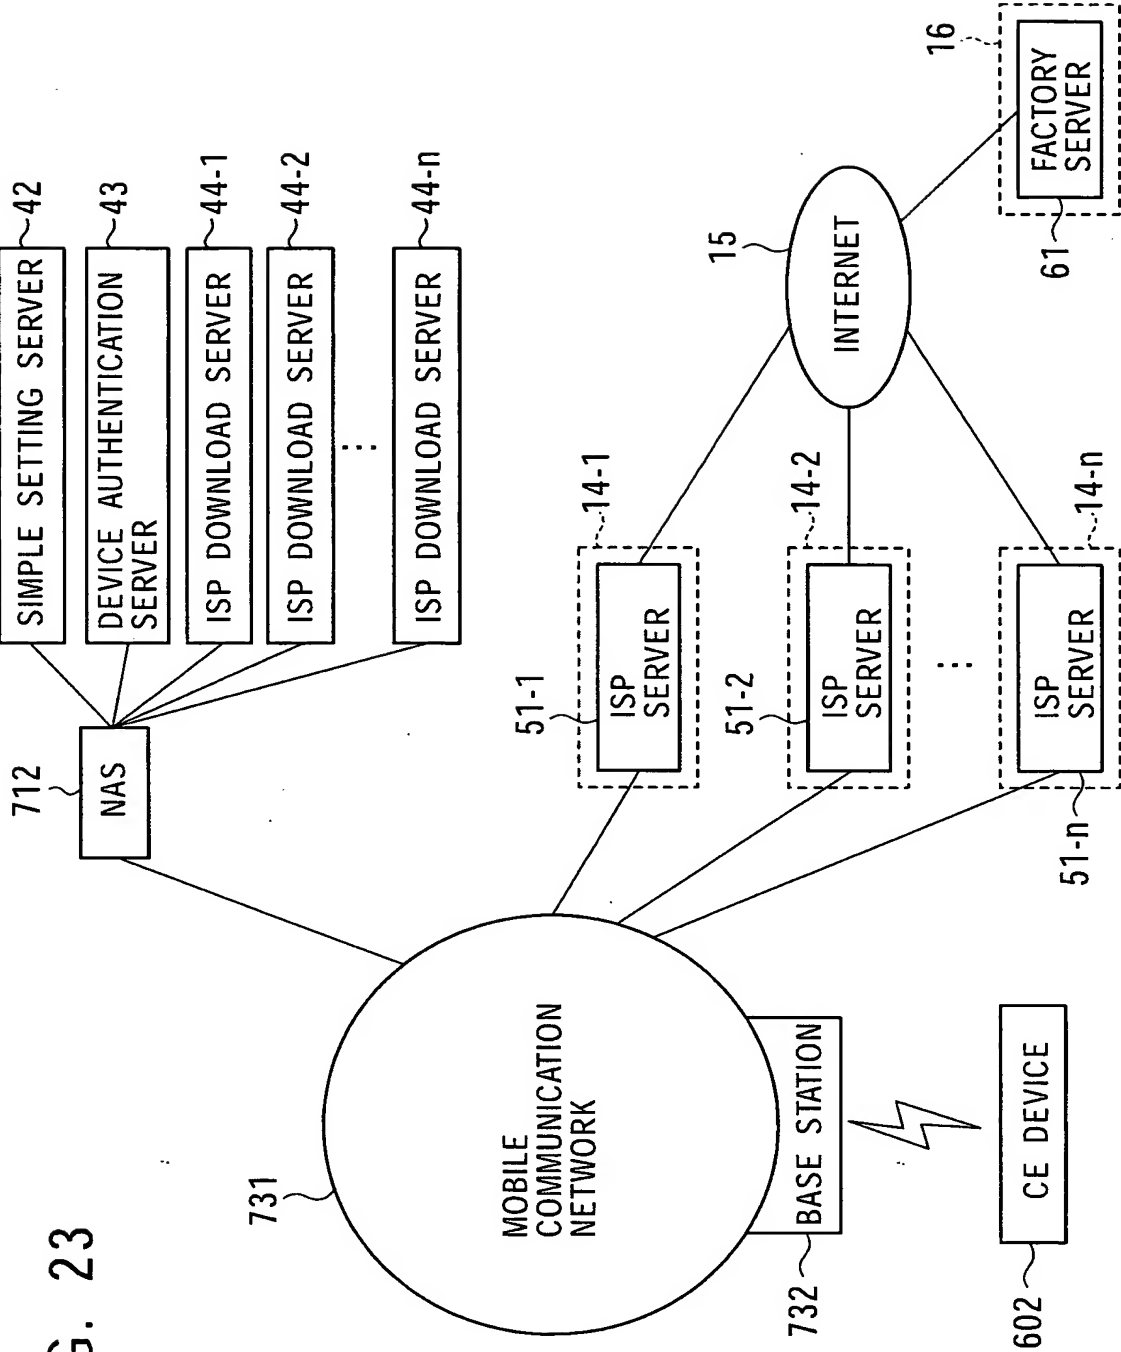 G. 23
42
SIMPLE SETTING SERVER
43
DEVICE AUTHENTICATION
SERVER
44-1
ISP DOWNLOAD SERVER
44-2
ISP DOWNLOAD SERVER
⋮
44-n
ISP DOWNLOAD SERVER
712
NAS
731
MOBILE
COMMUNICATION
NETWORK
732
BASE STATION
602
CE DEVICE
14-1
51-1
ISP
SERVER
14-2
51-2
ISP
SERVER
⋮
14-n
51-n
ISP
SERVER
15
INTERNET
16
61
FACTORY
SERVER